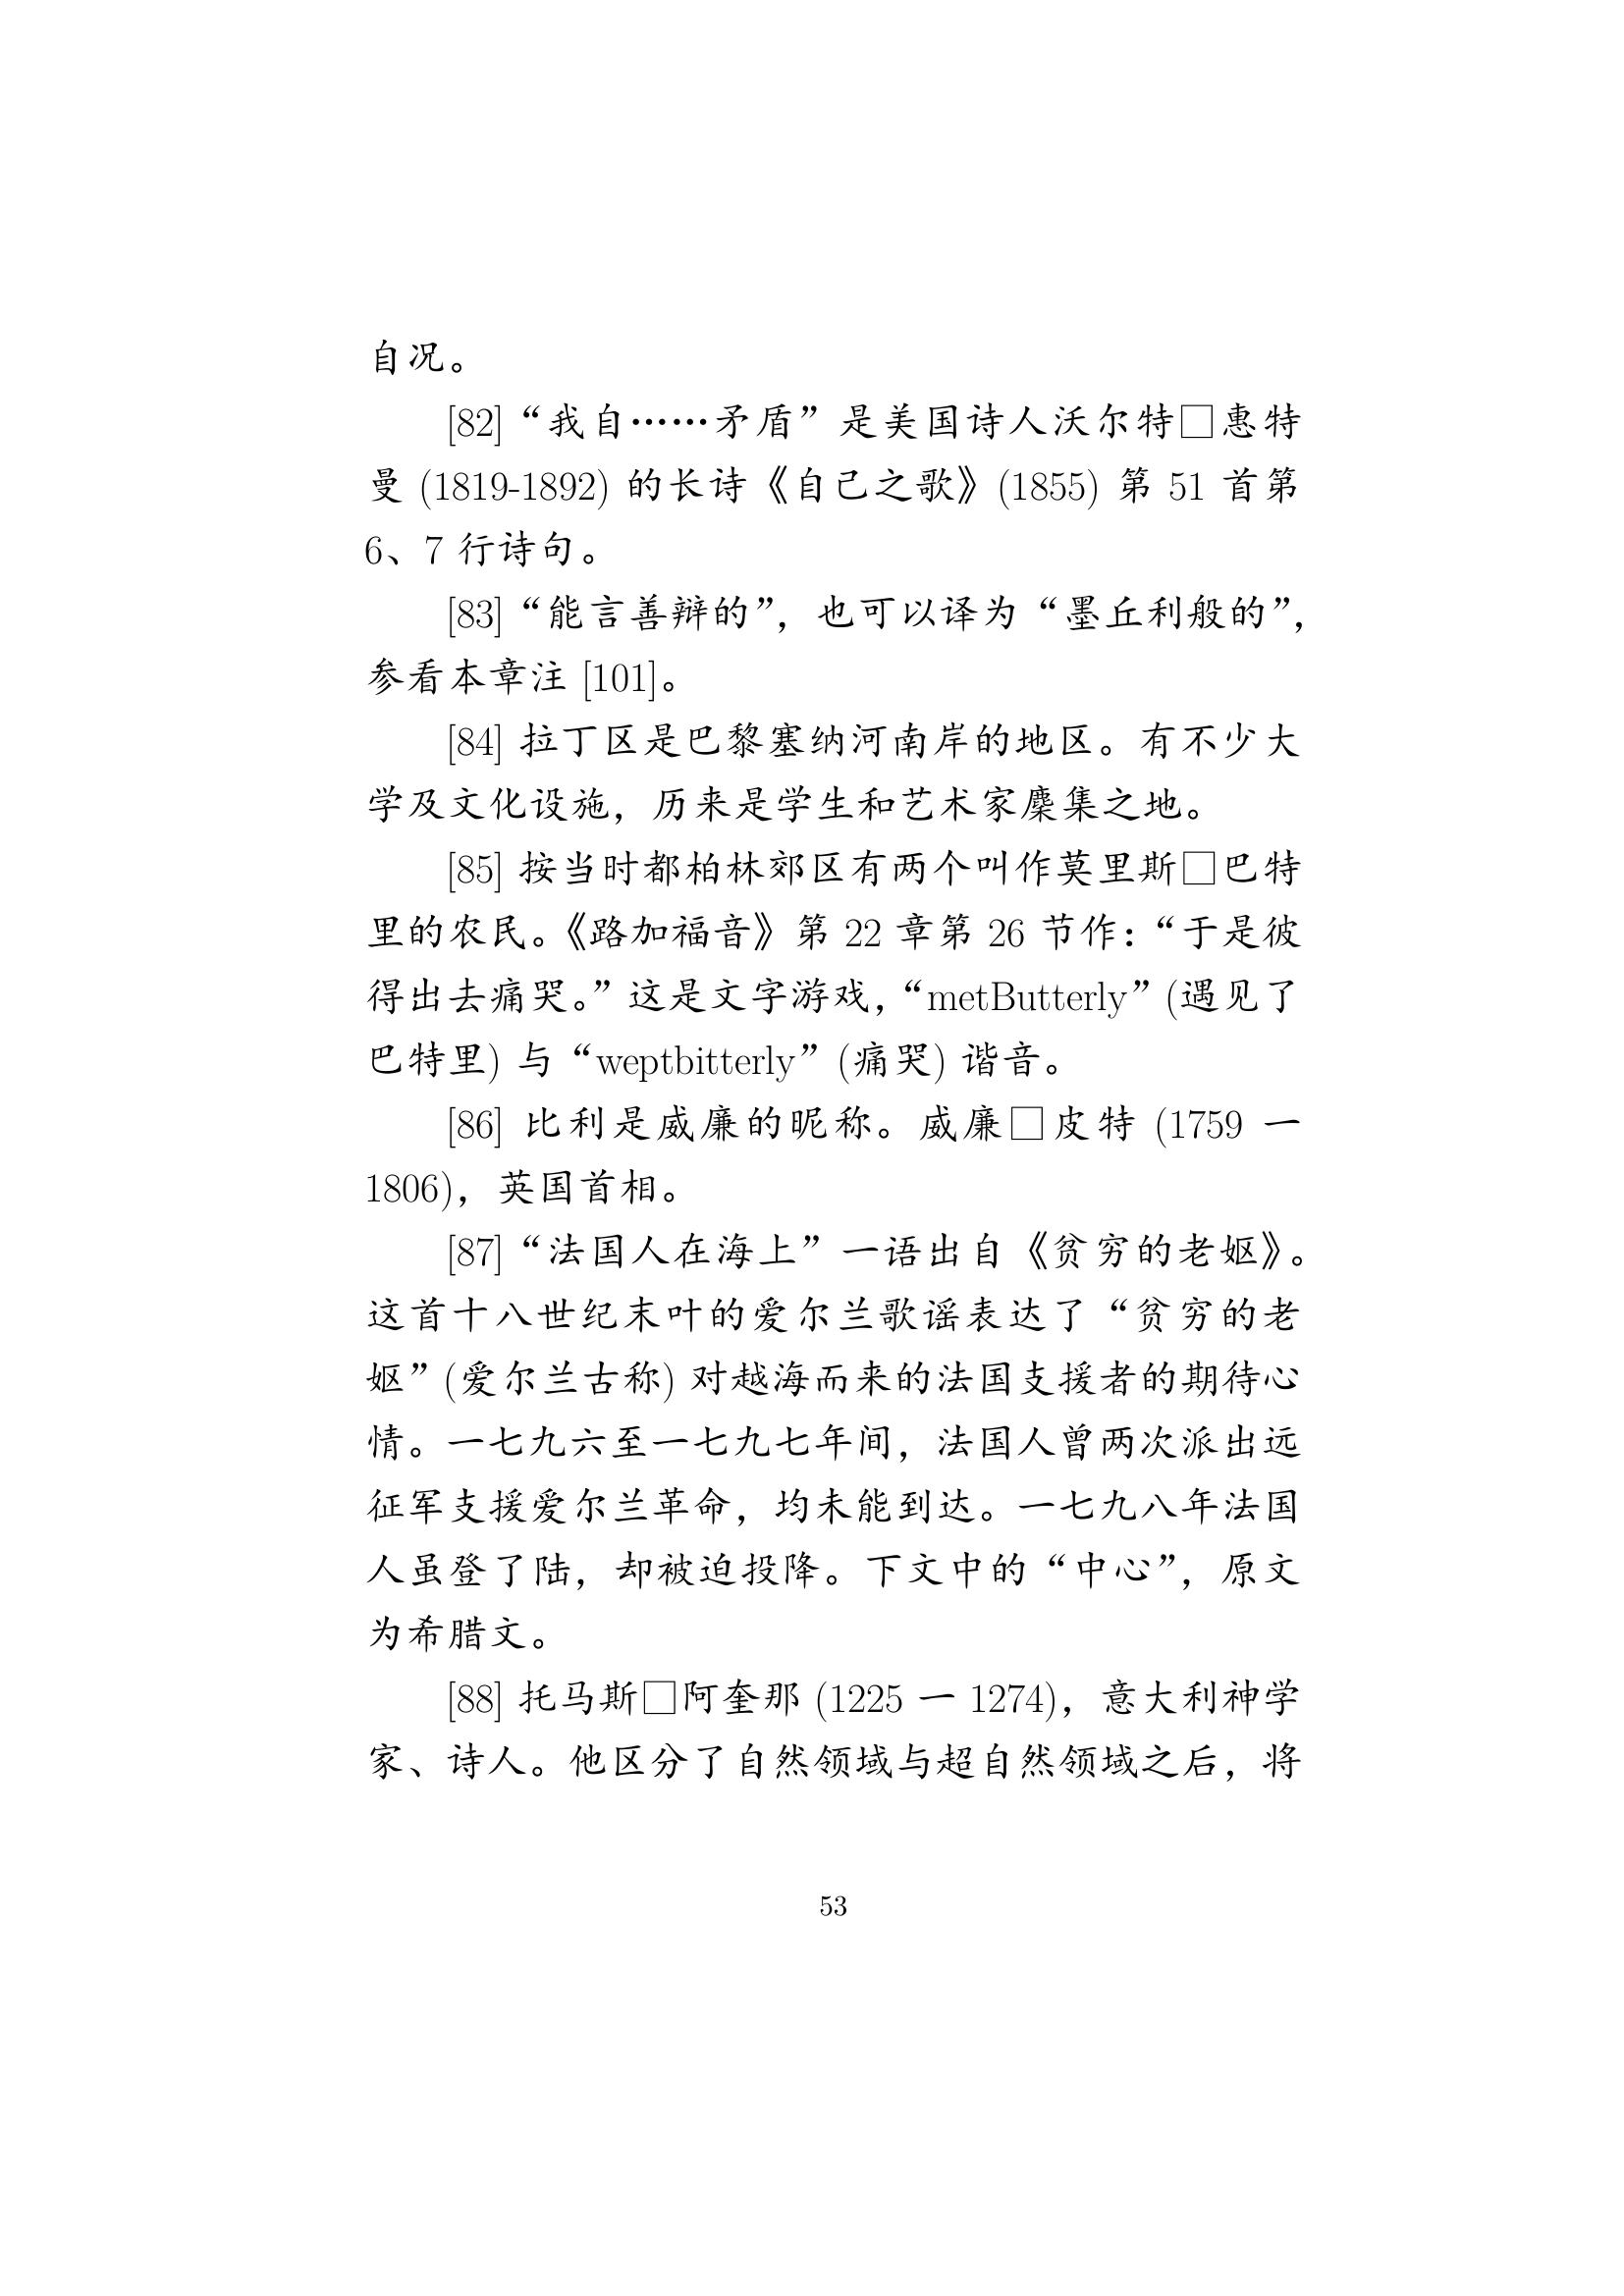 自况。
[82]“我自……矛盾”是美国诗人沃尔特□惠特
曼 (1819-1892) 的长诗《自己之歌》(1855) 第 51 首第
6、7 行诗句。
[83]“能言善辩的”，也可以译为“墨丘利般的”，
参看本章注 [101]。
[84] 拉丁区是巴黎塞纳河南岸的地区。有不少大
学及文化设施，历来是学生和艺术家麇集之地。
[85] 按当时都柏林郊区有两个叫作莫里斯□巴特
里的农民。《路加福音》第 22 章第 26 节作：“于是彼
得出去痛哭。”这是文字游戏，“metButterly”(遇见了
巴特里) 与“weptbitterly”(痛哭) 谐音。
[86] 比利是威廉的昵称。威廉□皮特 (1759 一
1806)，英国首相。
[87]“法国人在海上”一语出自《贫穷的老妪》。
这首十八世纪末叶的爱尔兰歌谣表达了“贫穷的老
妪”(爱尔兰古称) 对越海而来的法国支援者的期待心
情。一七九六至一七九七年间，法国人曾两次派出远
征军支援爱尔兰革命，均未能到达。一七九八年法国
人虽登了陆，却被迫投降。下文中的“中心”，原文
为希腊文。
[88] 托马斯□阿奎那 (1225 一 1274)，意大利神学
家、诗人。他区分了自然领域与超自然领域之后，将
53